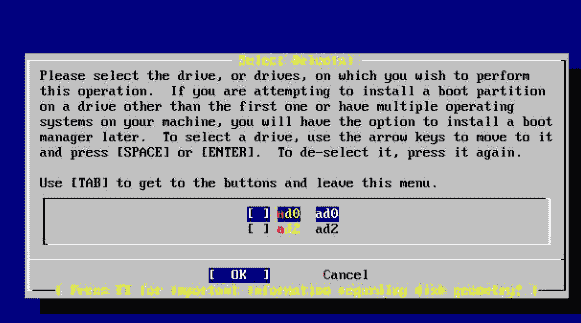 Select Drive(s)
Please select the drive, or drives, on which you wish to perform
this operation.  If you are attempting to install a boot partition
on a drive other than the first one or have multiple operating
systems on your machine, you will have the option to install a boot
manager later.  To select a drive, use the arrow keys to move to it
and press [SPACE] or [ENTER].  To de-select it, press it again.
Use [TAB] to get to the buttons and leave this menu.
[ ] ad0 ad0
[ ] ad2 ad2
[ OK ] Cancel
[ Press F1 for important information regarding disk geometry! ]